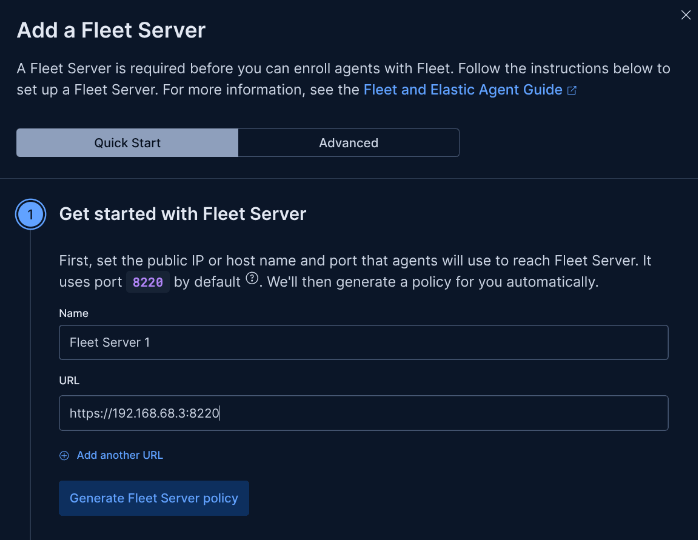 Add a Fleet Server
A Fleet Server is required before you can enroll agents with Fleet. Follow the instructions below to
set up a Fleet Server. For more information, see the Fleet and Elastic Agent Guide
Quick Start
Advanced
1
Get started with Fleet Server
First, set the public IP or host name and port that agents will use to reach Fleet Server. It
uses port 8220 by default ?. We'll then generate a policy for you automatically.
Name
Fleet Server 1
URL
https://192.168.68.3:8220
Add another URL
Generate Fleet Server policy